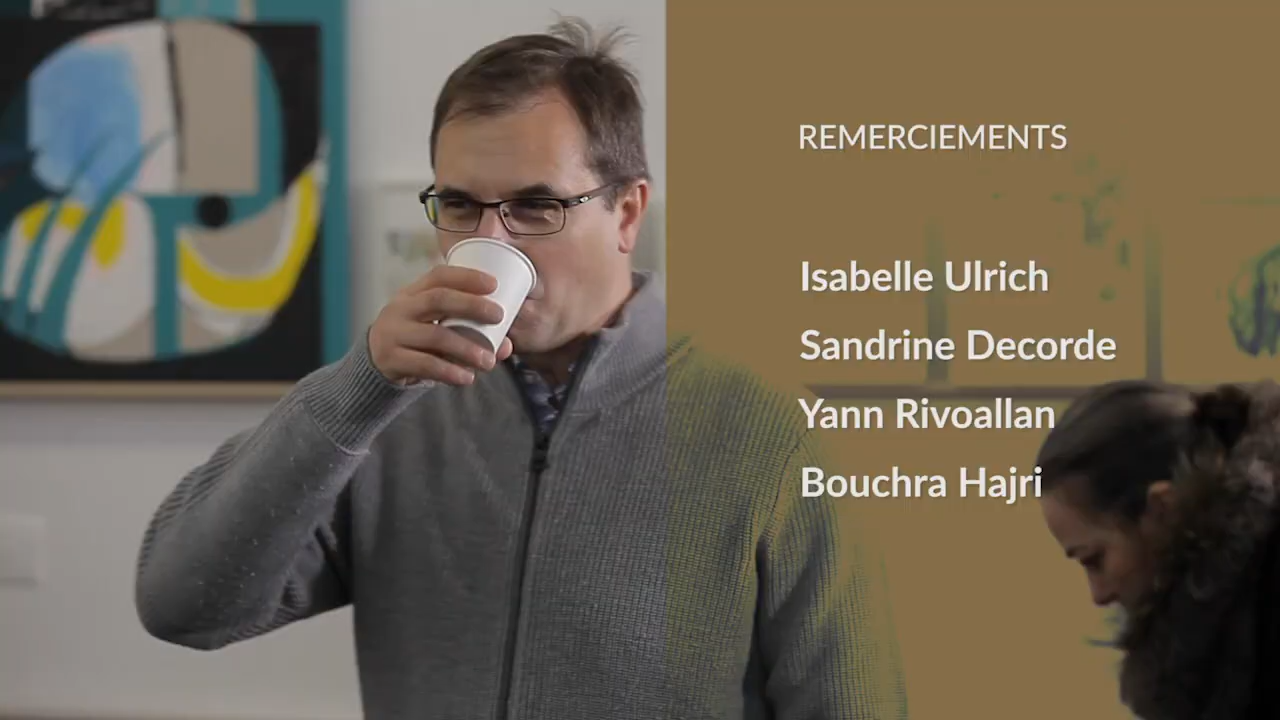 REMERCIEMENTS
Isabelle Ulrich
Sandrine Decorde
Yann Rivoallan
Bouchra Hajri